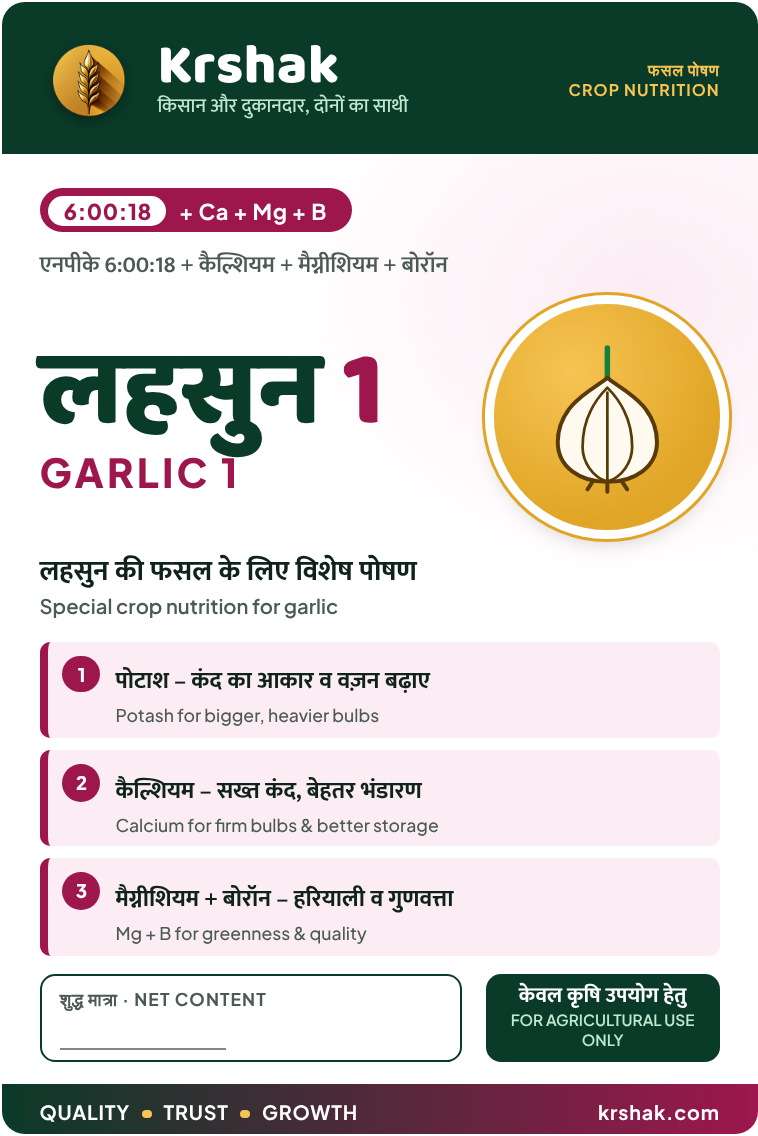 Krshak
किसान और दुकानदार, दोनों का साथी
फसल पोषण
CROP NUTRITION
6:00:18 + Ca + Mg + B
एनपीके 6:00:18 + कैल्शियम + मैग्नीशियम + बोरॉन
लहसुन 1
GARLIC 1
लहसुन की फसल के लिए विशेष पोषण
Special crop nutrition for garlic
1 पोटाश – कंद का आकार व वज़न बढ़ाए
Potash for bigger, heavier bulbs
2 कैल्शियम – सख्त कंद, बेहतर भंडारण
Calcium for firm bulbs & better storage
3 मैग्नीशियम + बोरॉन – हरियाली व गुणवत्ता
Mg + B for greenness & quality
शुद्ध मात्रा · NET CONTENT
केवल कृषि उपयोग हेतु
FOR AGRICULTURAL USE
ONLY
QUALITY • TRUST • GROWTH
krshak.com